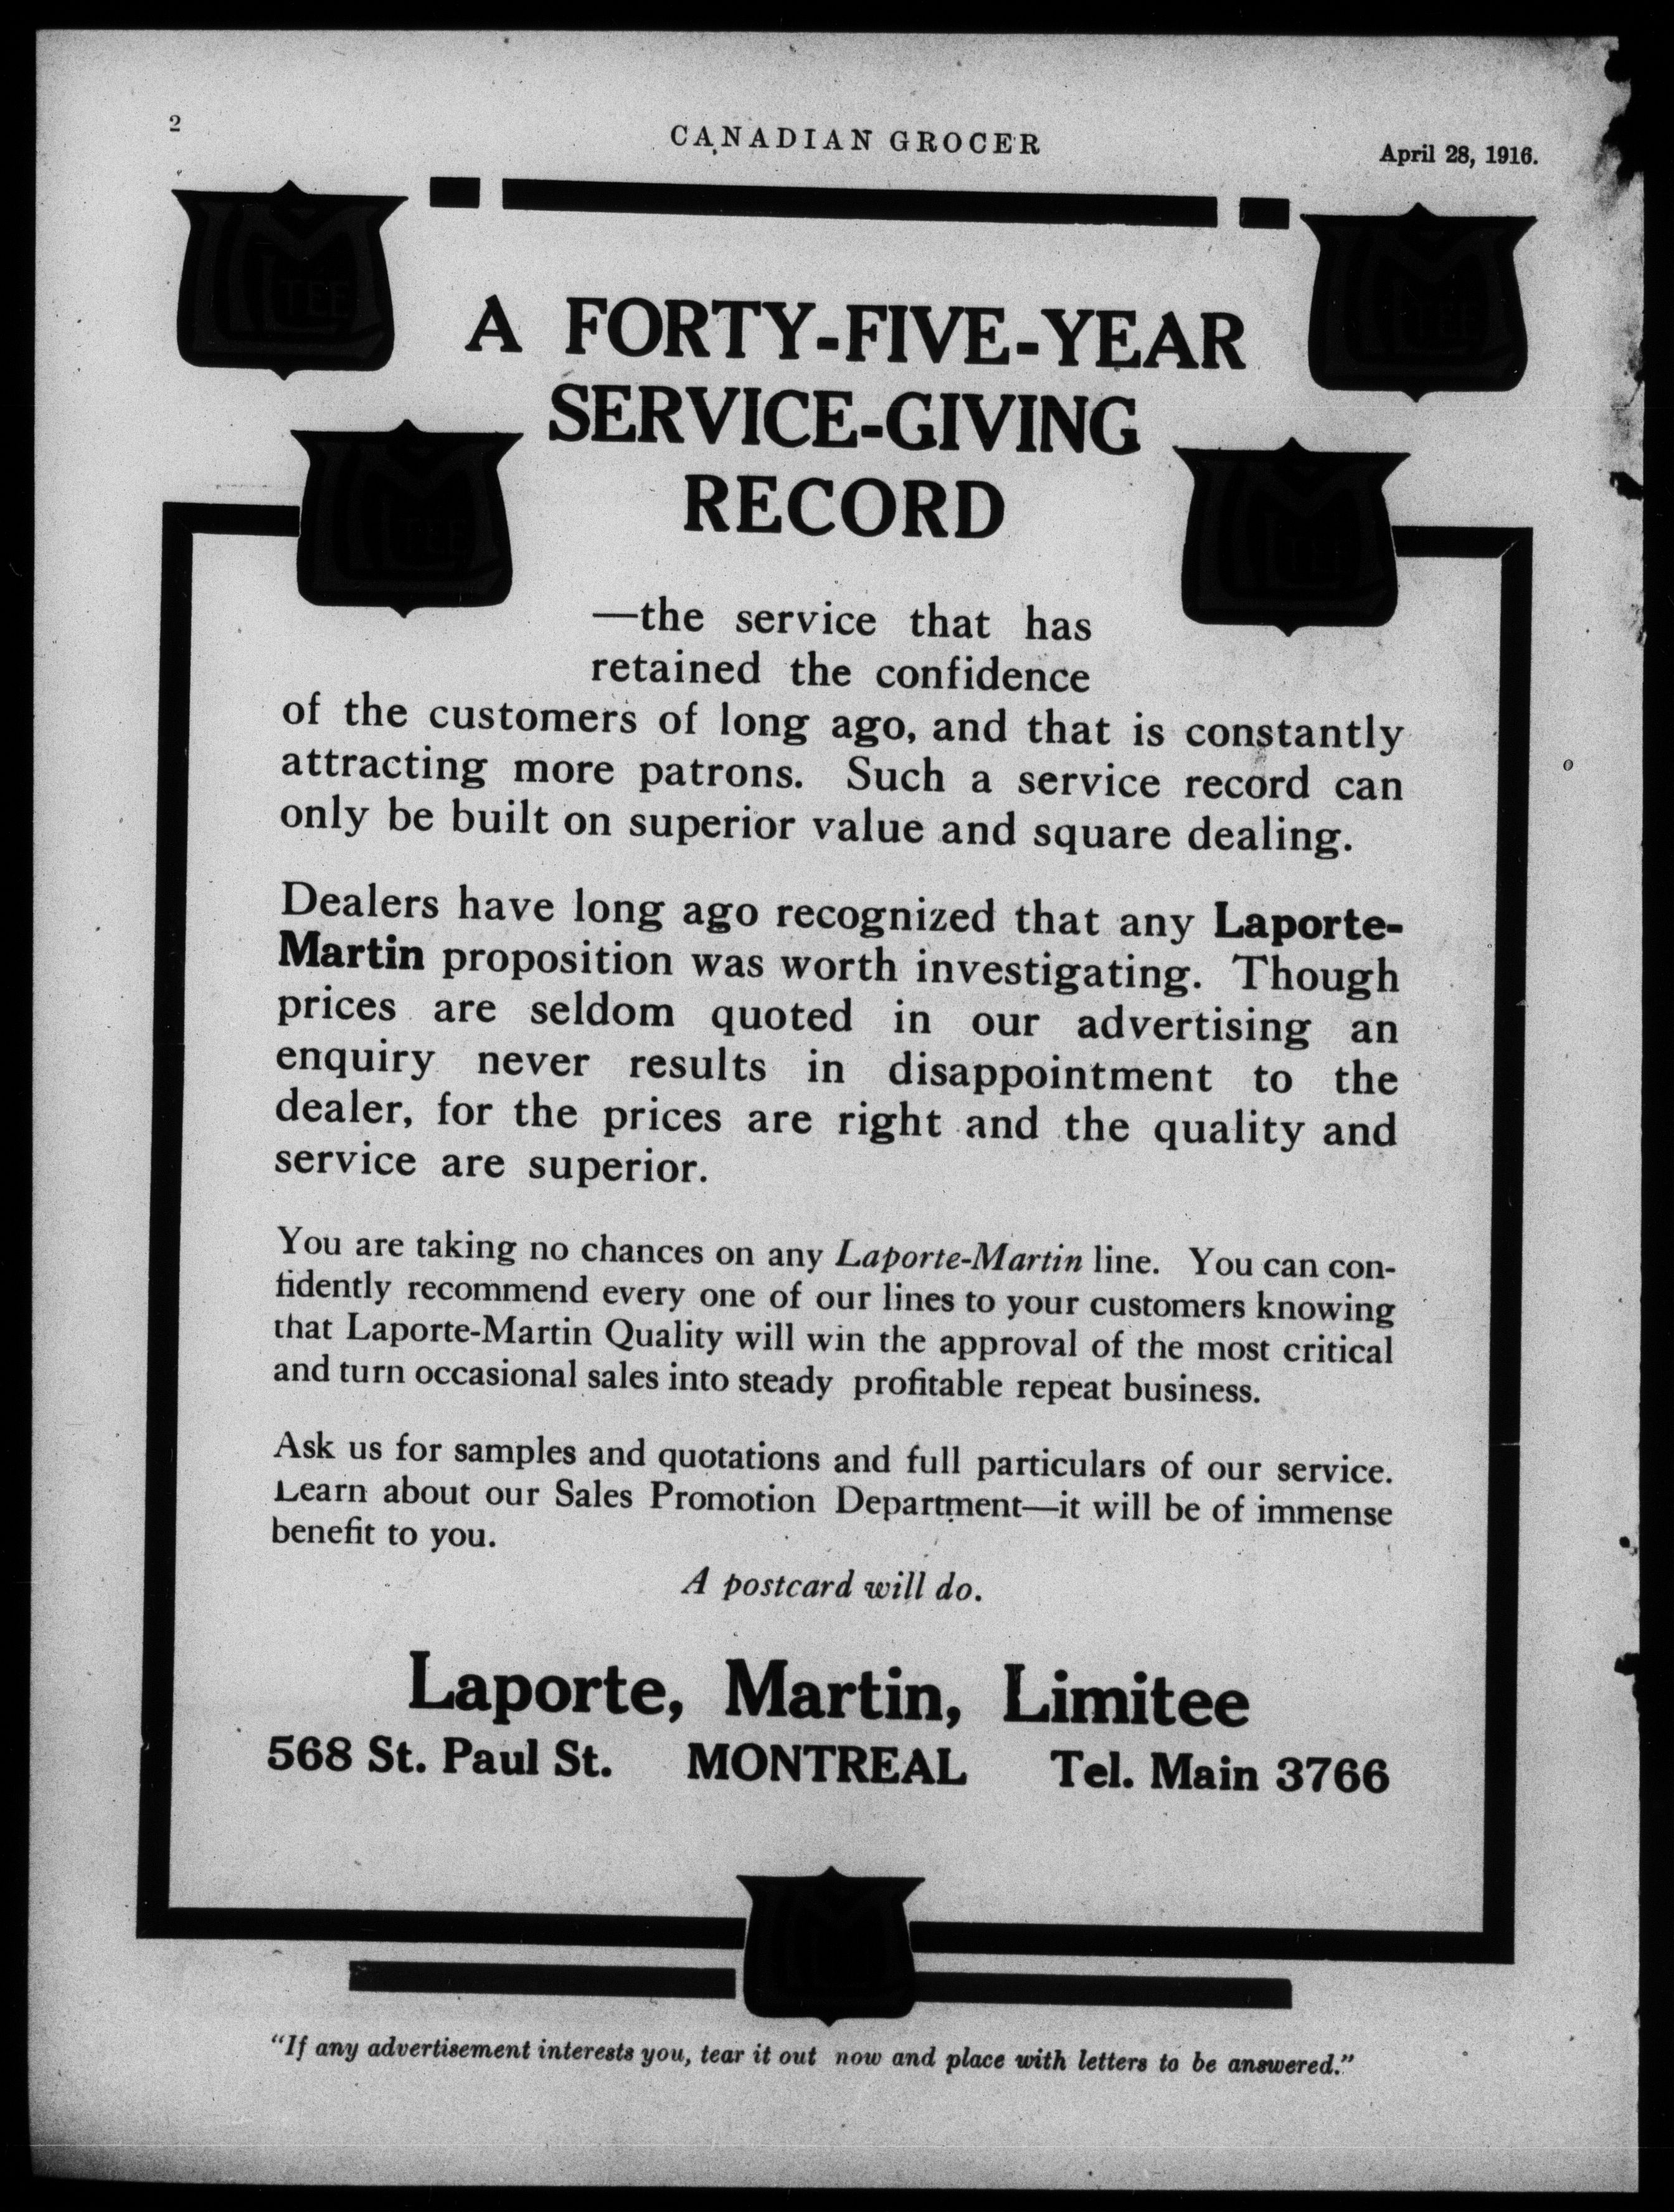 2
CANADIAN GROCER
April 28, 1916.
A FORTY-FIVE-YEAR
SERVICE-GIVING
RECORD
—the service that has
retained the confidence
of the customers of long ago, and that is constantly
attracting more patrons. Such a service record can
only be built on superior value and square dealing.
Dealers have long ago recognized that any Laporte-
Martin proposition was worth investigating. Though
prices are seldom quoted in our advertising an
enquiry never results in disappointment to the
dealer, for the prices are right and the quality and
service are superior.
You are taking no chances on any Laporte-Martin line. You can con-
fidently recommend every one of our lines to your customers knowing
that Laporte-Martin Quality will win the approval of the most critical
and turn occasional sales into steady profitable repeat business.
Ask us for samples and quotations and full particulars of our service.
Learn about our Sales Promotion Department—it will be of immense
benefit to you.
A postcard will do.
Laporte, Martin, Limitee
568 St. Paul St. MONTREAL Tel. Main 3766
"If any advertisement interests you, tear it out now and place with letters to be answered."